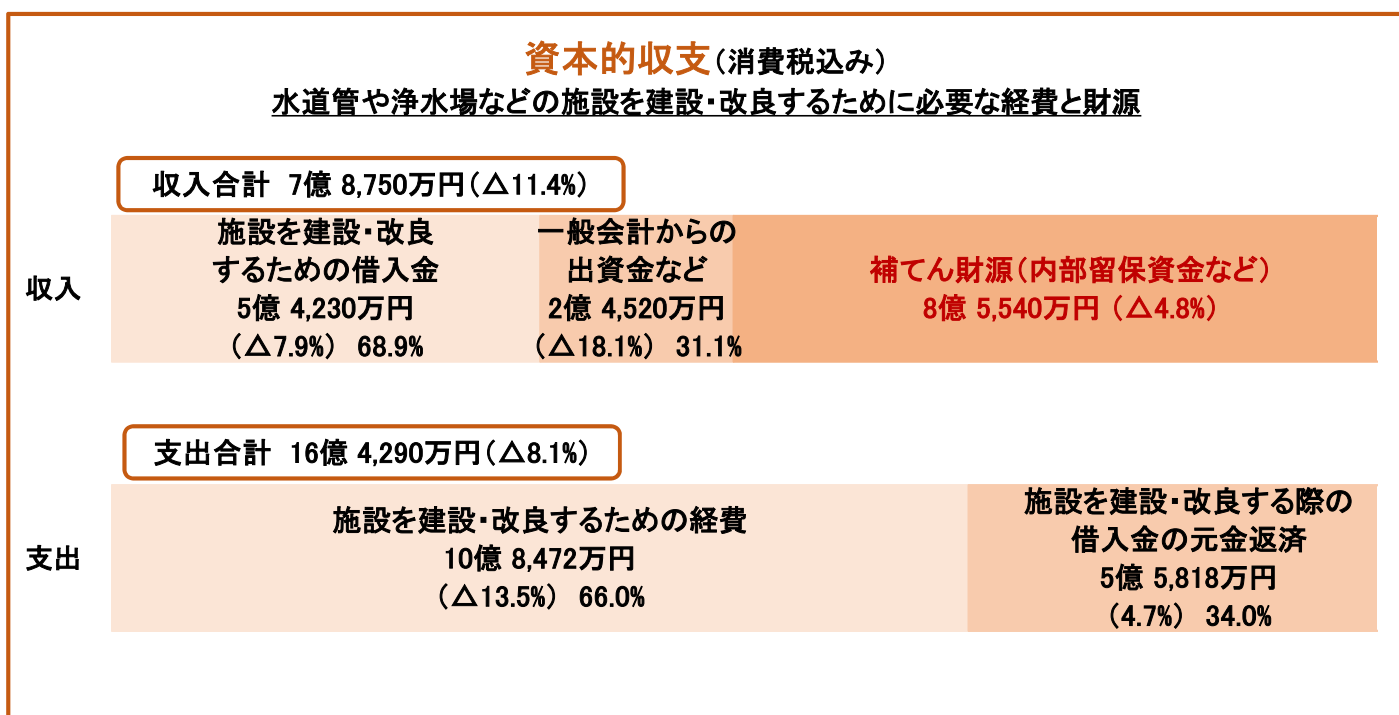 資本的収支(消費税込み)
水道管や浄水場などの施設を建設・改良するために必要な経費と財源
収入合計 7億 8,750万円(△11.4%)
収入
施設を建設・改良
するための借入金
5億 4,230万円
(△7.9%) 68.9%
一般会計からの
出資金など
2億 4,520万円
(△18.1%) 31.1%
補てん財源(内部留保資金など)
8億 5,540万円 (△4.8%)
支出合計 16億 4,290万円(△8.1%)
支出
施設を建設・改良するための経費
10億 8,472万円
(△13.5%) 66.0%
施設を建設・改良する際の
借入金の元金返済
5億 5,818万円
(4.7%) 34.0%